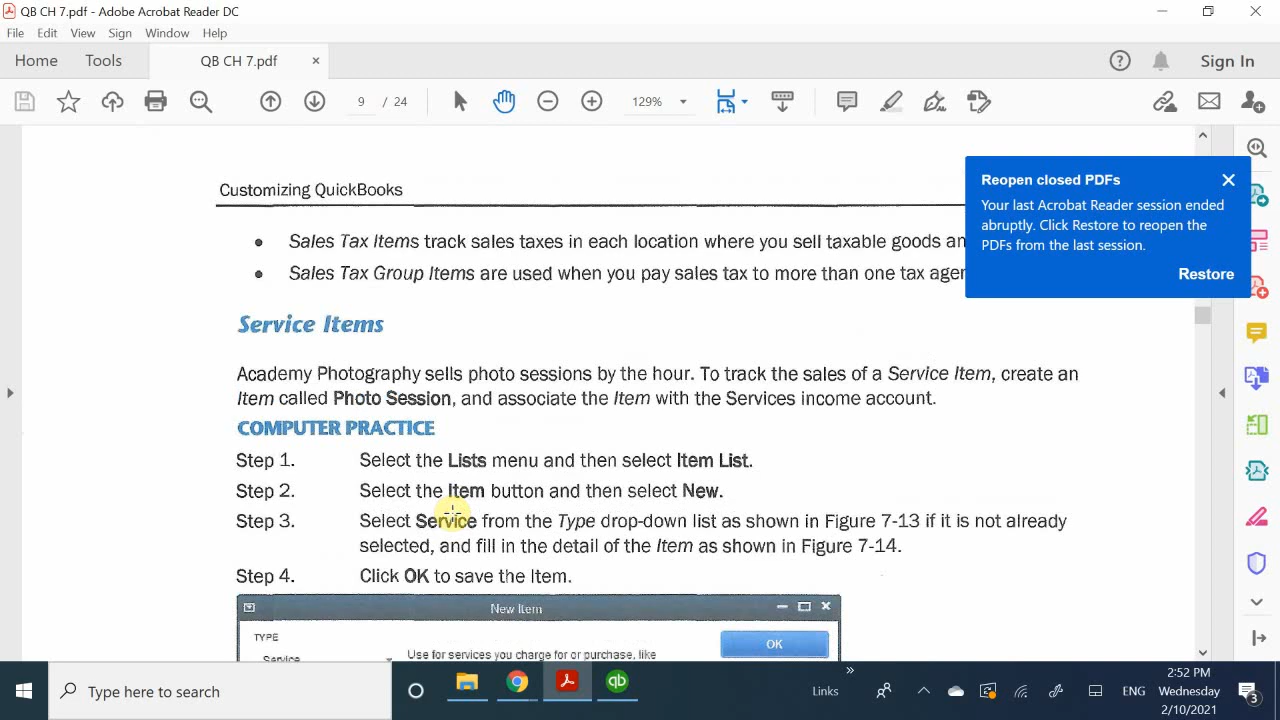 QB CH 7.pdf - Adobe Acrobat Reader DC
File Edit View Sign Window Help
Home Tools QB CH 7.pdf × Sign In
9 / 24 129%
Customizing QuickBooks
Reopen closed PDFs
Your last Acrobat Reader session ended
abruptly. Click Restore to reopen the
PDFs from the last session.
Restore
• Sales Tax Items track sales taxes in each location where you sell taxable goods an
• Sales Tax Group Items are used when you pay sales tax to more than one tax agen
Service Items
Academy Photography sells photo sessions by the hour. To track the sales of a Service Item, create an
Item called Photo Session, and associate the Item with the Services income account.
COMPUTER PRACTICE
Step 1. Select the Lists menu and then select Item List.
Step 2. Select the Item button and then select New.
Step 3. Select Service from the Type drop-down list as shown in Figure 7-13 if it is not already
selected, and fill in the detail of the Item as shown in Figure 7-14.
Step 4. Click OK to save the Item.
New Item
TYPE
Service
Use for services you charge for or purchase, like
OK
Type here to search
qb
Links
ENG
2:52 PM
Wednesday
2/10/2021
3